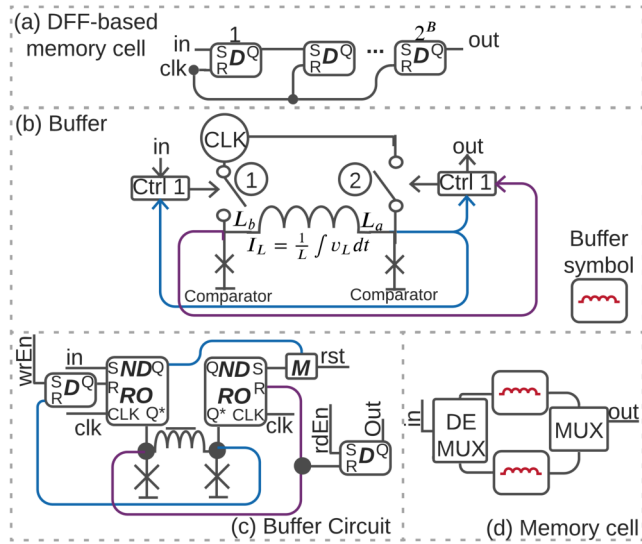 (a) DFF-based
memory cell
in
clk
1
S D Q
R
S D Q
R
...
2^B
S D Q
R
out
(b) Buffer
in
CLK
out
Ctrl 1
1
2
Ctrl 1
L_b
L_a
I_L = \frac{1}{L} \int v_L dt
Comparator
Comparator
Buffer
symbol
wrEn
in
S ND Q
R RO
CLK Q*
S D Q
R
clk
Q ND S
RO R
Q* CLK
M
rst
clk
rdEn
Out
S D Q
R
(c) Buffer Circuit
in
DE
MUX
MUX
out
(d) Memory cell